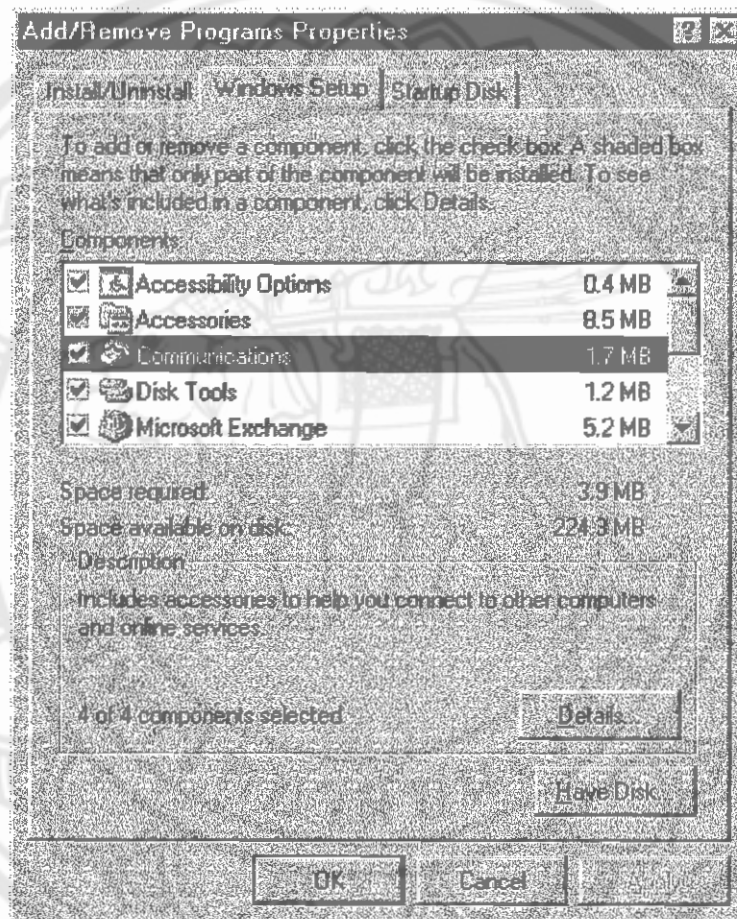 Add/Remove Programs Properties
Install/Uninstall Windows Setup Startup Disk
To add or remove a component, click the check box. A shaded box
means that only part of the component will be installed. To see
what's included in a component, click Details.
Components:
Accessibility Options 0.4 MB
Accessories 8.5 MB
Communications 1.7 MB
Disk Tools 1.2 MB
Microsoft Exchange 5.2 MB
Space required: 3.9 MB
Space available on disk: 224.3 MB
Description
Includes accessories to help you connect to other computers
and online services.
4 of 4 components selected
Details...
Have Disk...
OK Cancel